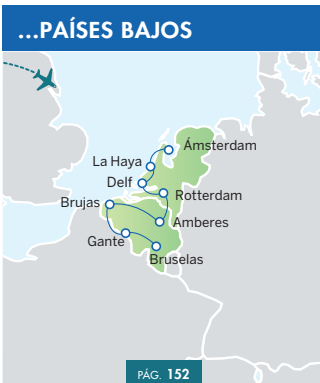 ...PAÍSES BAJOS
Ámsterdam
La Haya
Delf
Rotterdam
Brujas
Amberes
Gante
Bruselas
PÁG. 152